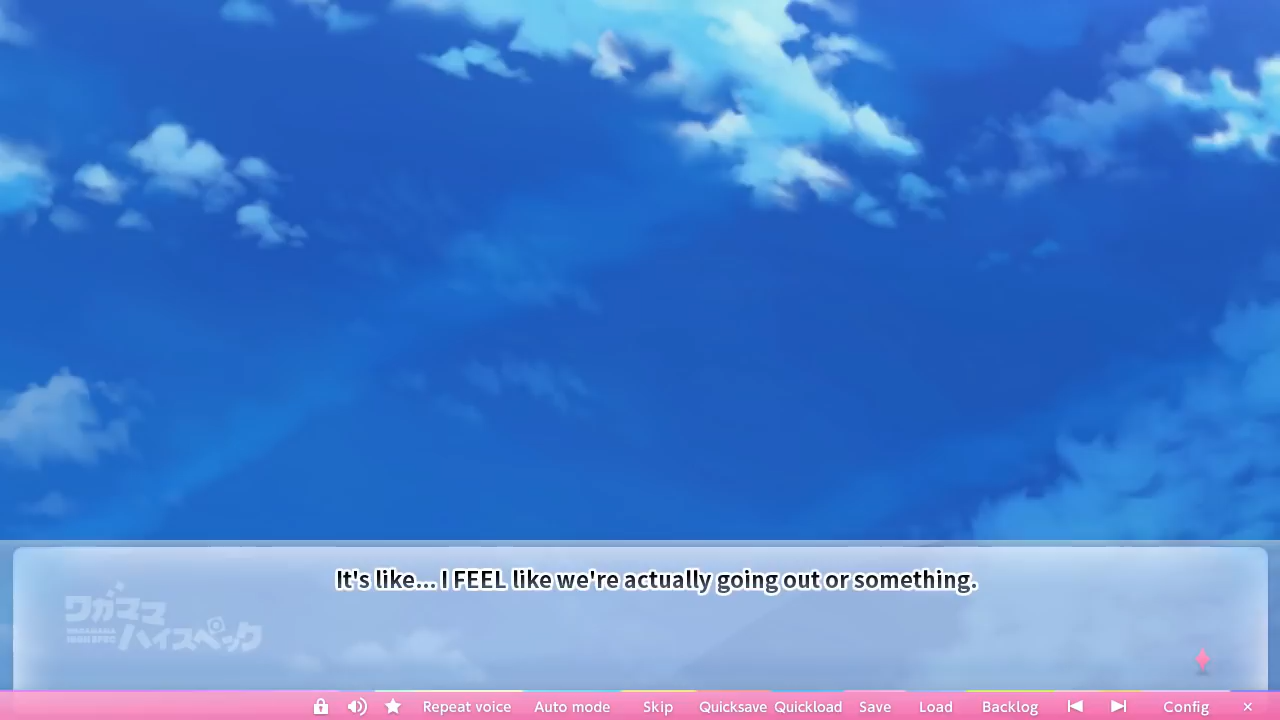 It's like... I FEEL like we're actually going out or something.
ワガママ
WAGAMAMA
HIGH SPEC
ハイスペック
Repeat voice Auto mode Skip Quicksave Quickload Save Load Backlog Config